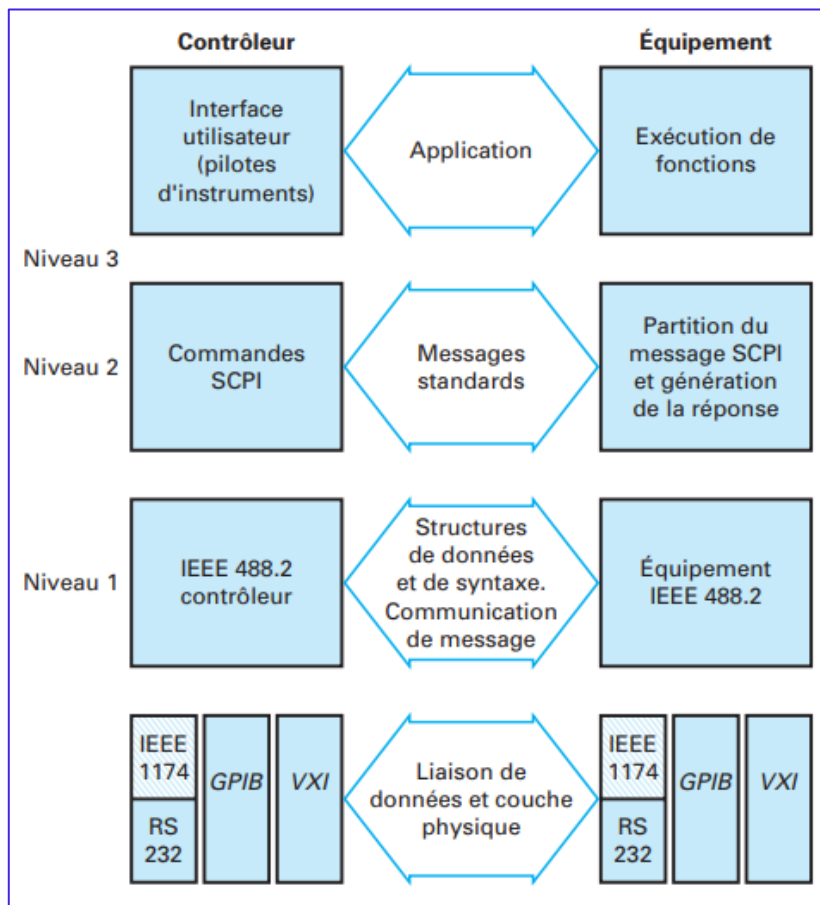 Contrôleur
Équipement
Interface
utilisateur
(pilotes
d'instruments)
Application
Exécution de
fonctions
Niveau 3
Niveau 2
Commandes
SCPI
Messages
standards
Partition du
message SCPI
et génération
de la réponse
Niveau 1
IEEE 488.2
contrôleur
Structures
de données
et de syntaxe.
Communication
de message
Équipement
IEEE 488.2
IEEE
1174
RS
232
GPIB
VXI
Liaison de
données et couche
physique
IEEE
1174
RS
232
GPIB
VXI